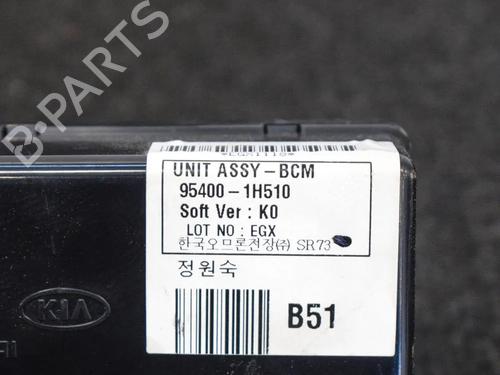 *EGX1118*
UNIT ASSY-BCM
95400-1H510
Soft Ver : K0
LOT NO : EGX
한국오므론전장(주) SR73
정원숙
B51
KIA
B-PARTS